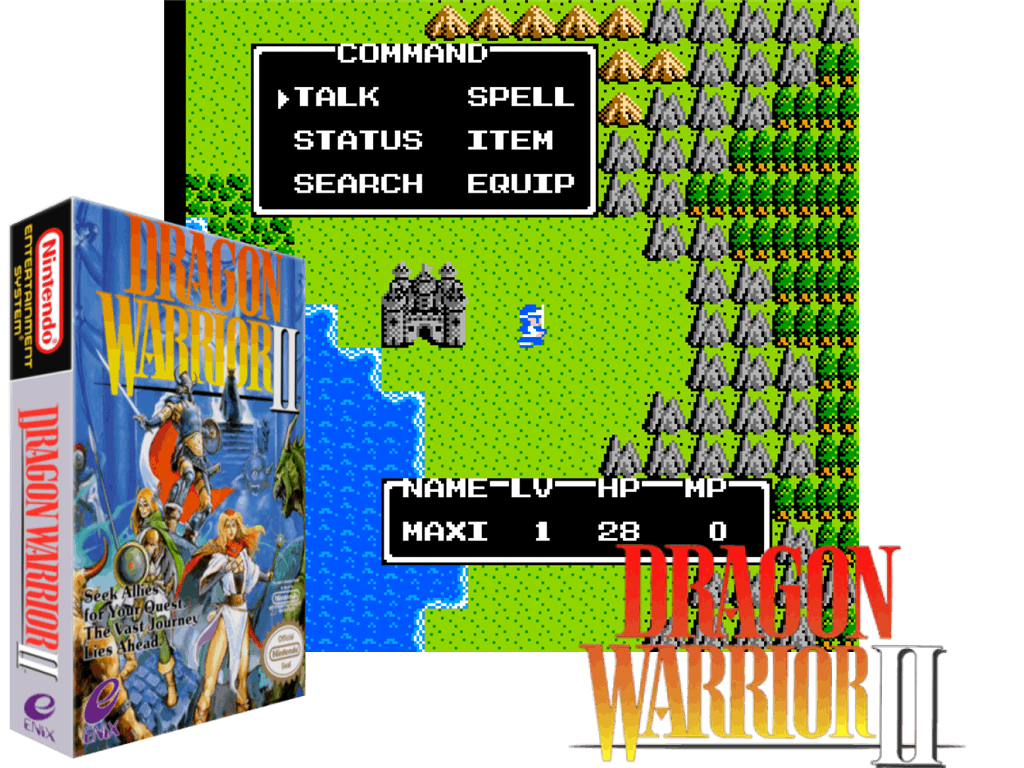 COMMAND
TALK SPELL
STATUS ITEM
SEARCH EQUIP
NAME LV HP MP
MAXI 1 28 0
Nintendo
ENTERTAINMENT
SYSTEM
DRAGON WARRIOR II
ENIX
DRAGON
WARRIOR II
Seek Allies
for Your Quest.
The Vast Journey
Lies Ahead.
Official
Nintendo
Seal
ENIX
DRAGON
WARRIOR II